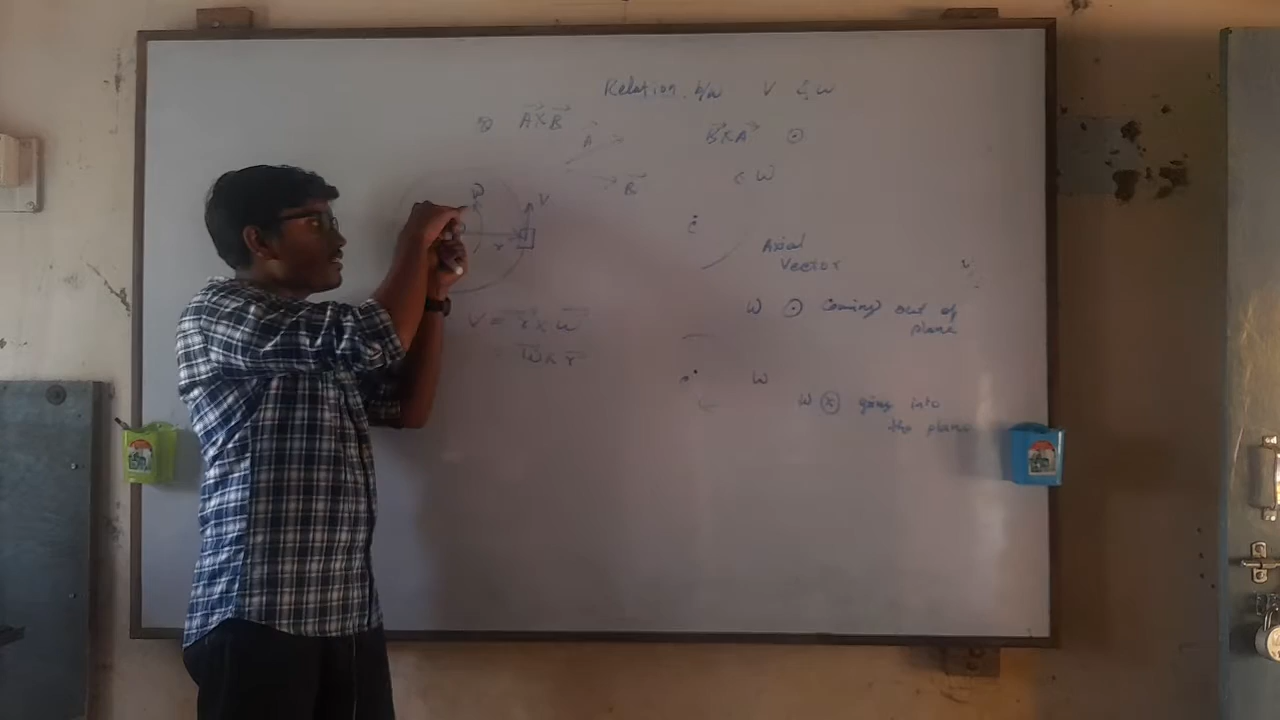 Relation b/w V & ω
A⃗×B⃗
A⃗
B⃗×A⃗ ⊙
B⃗
ω
V
r
Axial
Vector
ω ⊙ coming out of
plane
V = r⃗ × ω⃗
ω⃗ × r⃗
ω
ω ⊗ going into
the plane